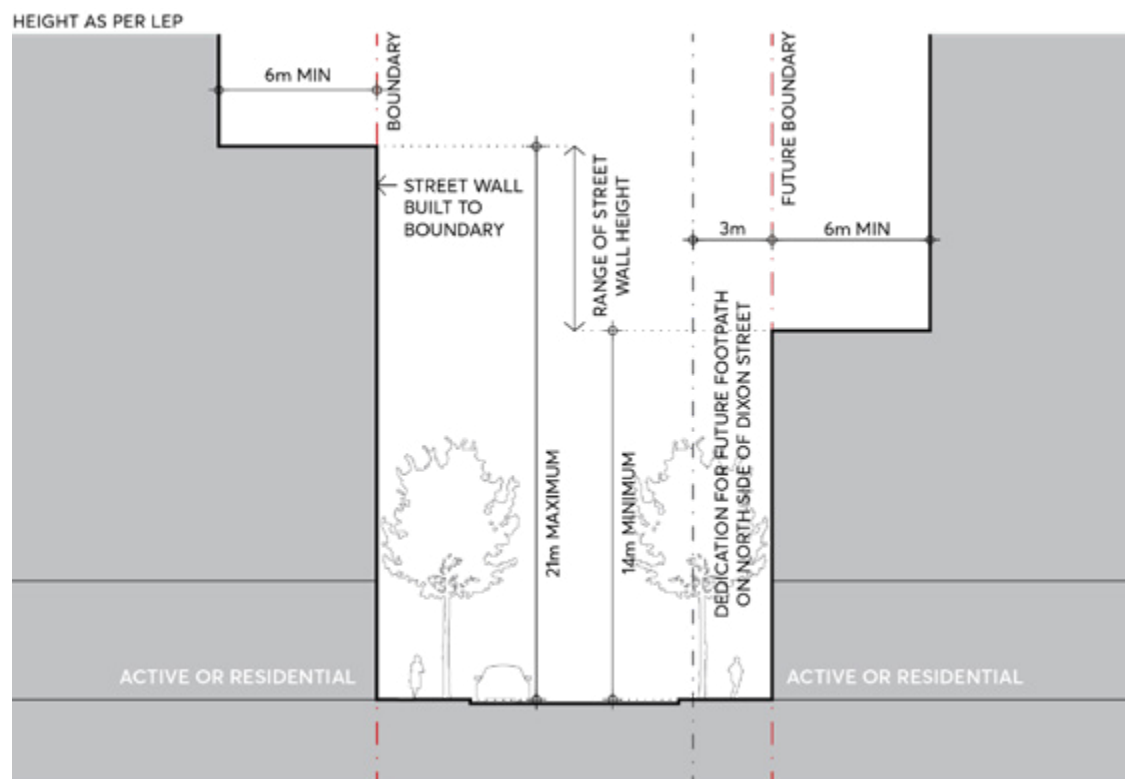 HEIGHT AS PER LEP
6m MIN
BOUNDARY
STREET WALL
BUILT TO
BOUNDARY
RANGE OF STREET
WALL HEIGHT
FUTURE BOUNDARY
3m
6m MIN
21m MAXIMUM
14m MINIMUM
DEDICATION FOR FUTURE FOOTPATH
ON NORTH SIDE OF DIXON STREET
ACTIVE OR RESIDENTIAL
ACTIVE OR RESIDENTIAL